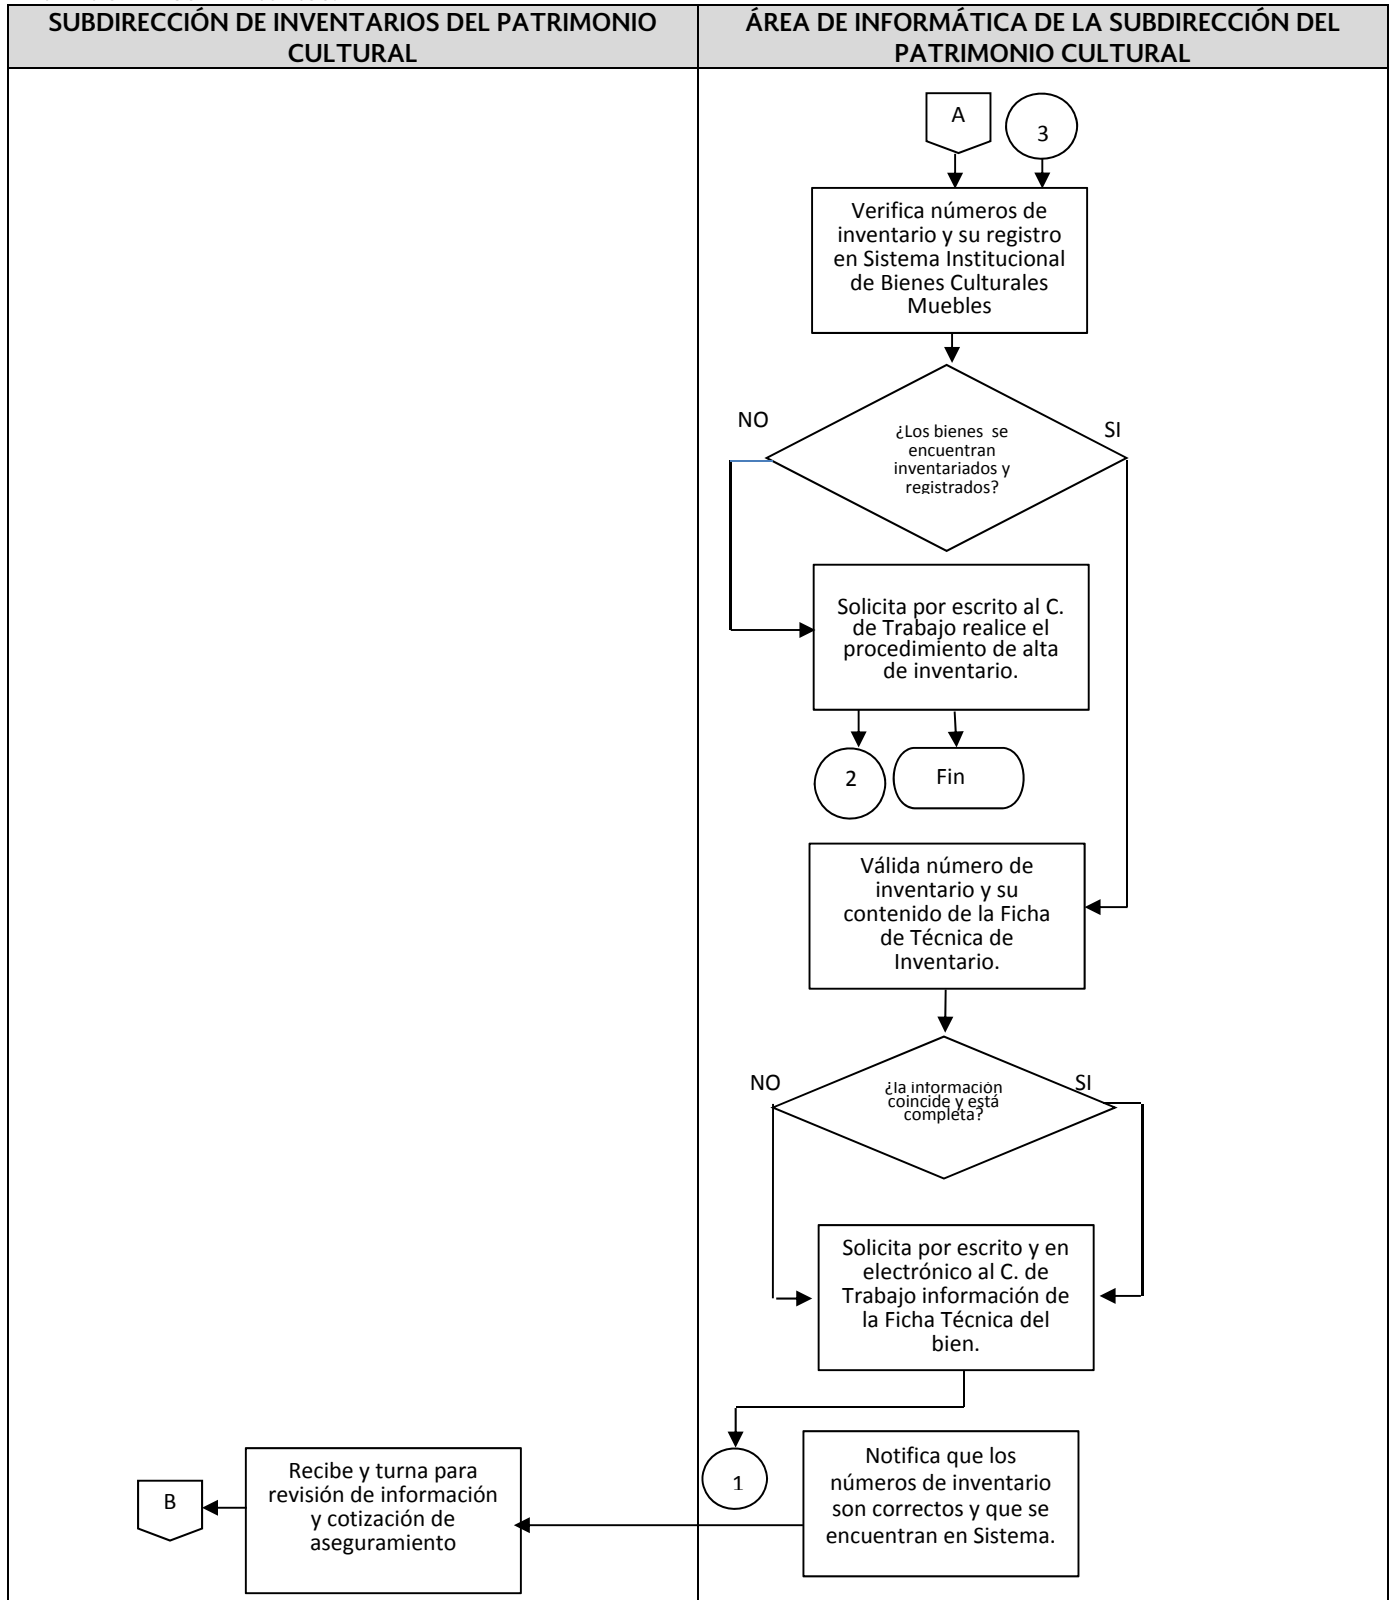 SUBDIRECCIÓN DE INVENTARIOS DEL PATRIMONIO
CULTURAL
ÁREA DE INFORMÁTICA DE LA SUBDIRECCIÓN DEL
PATRIMONIO CULTURAL
A
3
Verifica números de
inventario y su registro
en Sistema Institucional
de Bienes Culturales
Muebles
NO
SI
¿Los bienes se
encuentran
inventariados y
registrados?
Solicita por escrito al C.
de Trabajo realice el
procedimiento de alta
de inventario.
2
Fin
Válida número de
inventario y su
contenido de la Ficha
de Técnica de
Inventario.
NO
SI
¿la información
coincide y está
completa?
Solicita por escrito y en
electrónico al C. de
Trabajo información de
la Ficha Técnica del
bien.
B
Recibe y turna para
revisión de información
y cotización de
aseguramiento
1
Notifica que los
números de inventario
son correctos y que se
encuentran en Sistema.